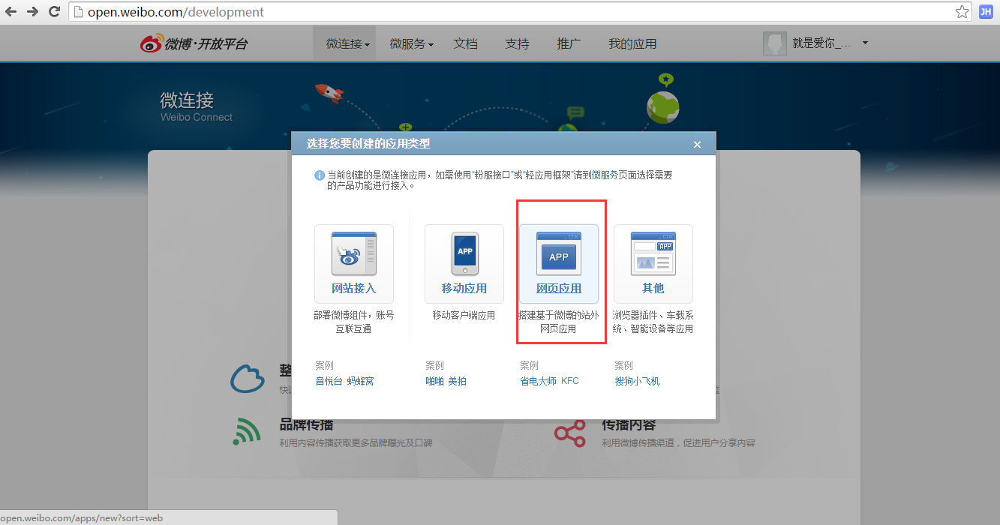 open.weibo.com/development
JH
微博·开放平台
微连接
微服务
文档
支持
推广
我的应用
就是爱你_...
微连接
Weibo Connect
选择您要创建的应用类型
当前创建的是微连接应用，如需使用“粉服接口”或“轻应用框架”请到微服务页面选择需要
的产品功能进行接入。
网站接入
部署微博组件，账号
互联互通
APP
移动应用
移动客户端应用
APP
网页应用
搭建基于微博的站外
网页应用
APP
其他
浏览器插件、车载系
统、智能设备等应用
案例
音悦台 蚂蜂窝
案例
啪啪 美拍
案例
省电大师 KFC
案例
搜狗小飞机
整
品牌传播
利用内容传播获取更多品牌曝光及口碑
传播内容
利用微博传播渠道，促进用户分享内容
open.weibo.com/apps/new?sort=web